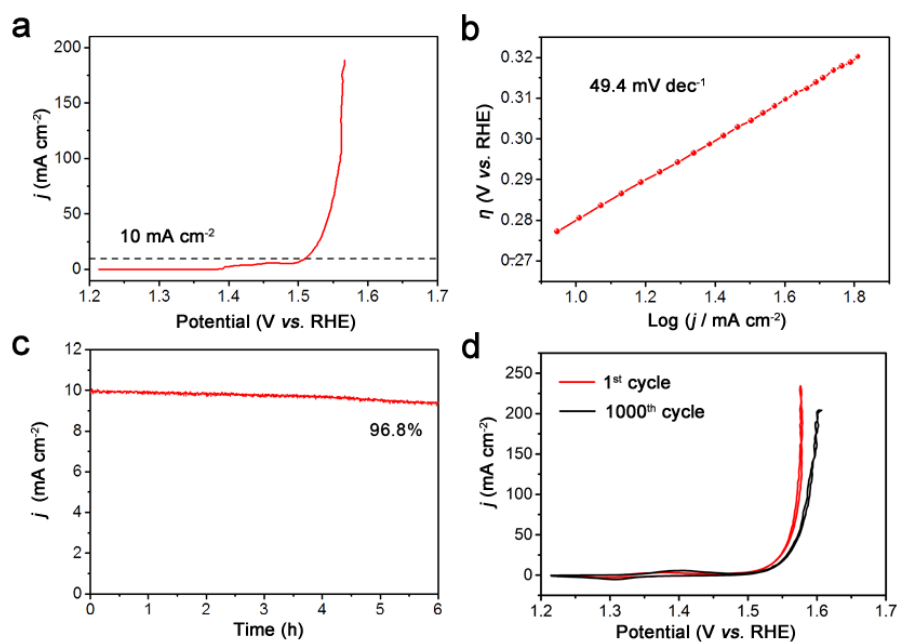 a
200
150
100
50
0
j (mA cm-2)
10 mA cm-2
1.2 1.3 1.4 1.5 1.6 1.7
Potential (V vs. RHE)
b
0.32
0.31
0.30
0.29
0.28
0.27
η (V vs. RHE)
49.4 mV dec-1
1.0 1.2 1.4 1.6 1.8
Log (j / mA cm-2)
c
12
10
8
6
4
2
0
j (mA cm-2)
96.8%
0 1 2 3 4 5 6
Time (h)
d
250
200
150
100
50
0
j (mA cm-2)
1st cycle
1000th cycle
1.2 1.3 1.4 1.5 1.6 1.7
Potential (V vs. RHE)